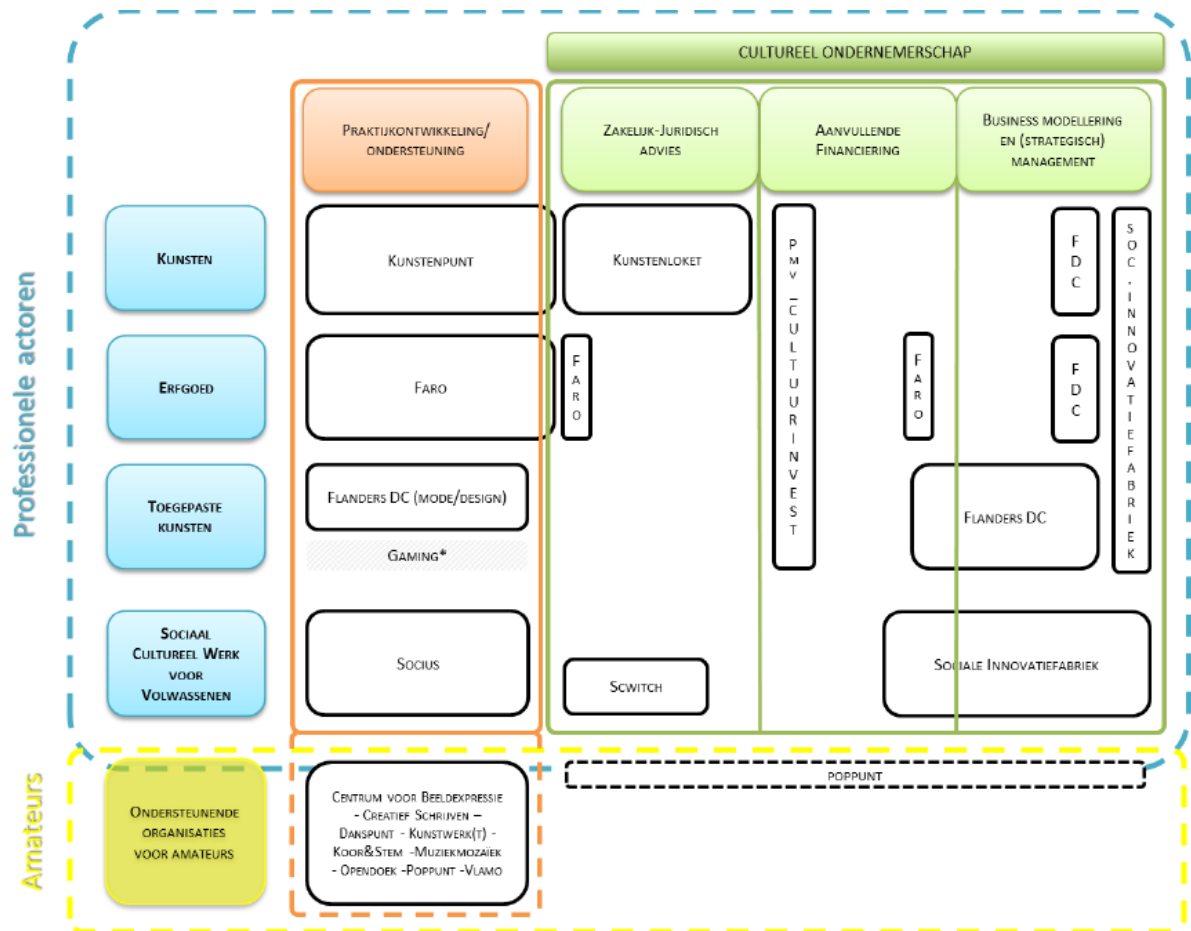 CULTUREEL ONDERNEMERSCHAP
PRAKTIJKONTWIKKELING/
ONDERSTEUNING
ZAKELIJK-JURIDISCH
ADVIES
AANVULLENDE
FINANCIERING
BUSINESS MODELLERING
EN (STRATEGISCH)
MANAGEMENT
Professionele actoren
KUNSTEN
KUNSTENPUNT
KUNSTENLOKET
PMV_CULTUURINVEST
FDC
SOC.INNOVATIEFABRIEK
ERFGOED
FARO
FARO
FARO
FDC
TOEGEPASTE
KUNSTEN
FLANDERS DC (MODE/DESIGN)
GAMING*
FLANDERS DC
SOCIAAL
CULTUREEL WERK
VOOR
VOLWASSENEN
SOCIUS
SCWITCH
SOCIALE INNOVATIEFABRIEK
Amateurs
ONDERSTEUNENDE
ORGANISATIES
VOOR AMATEURS
CENTRUM VOOR BEELDEXPRESSIE
- CREATIEF SCHRIJVEN –
DANSPUNT - KUNSTWERK(T) -
KOOR&STEM -MUZIEKMOZAÏEK
- OPENDOEK -POPPUNT -VLAMO
POPPUNT